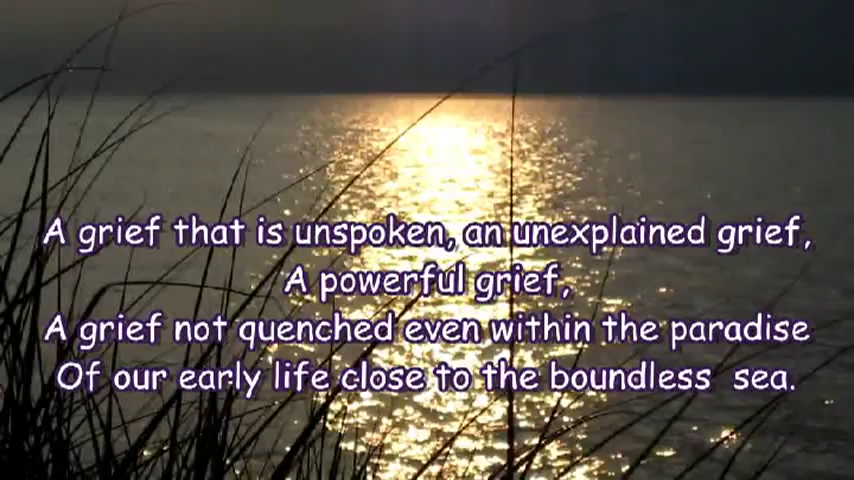 A grief that is unspoken, an unexplained grief,
A powerful grief,
A grief not quenched even within the paradise
Of our early life close to the boundless sea.